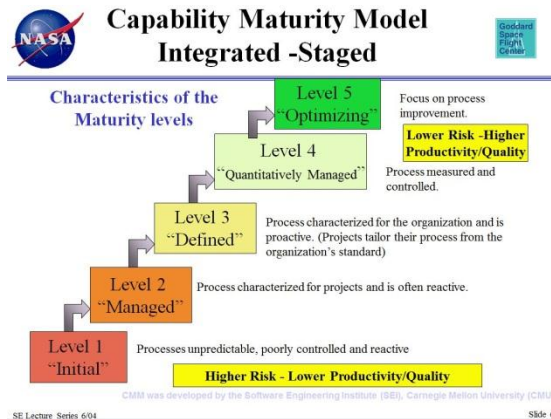 NASA
Capability Maturity Model
Integrated -Staged
Goddard
Space
Flight
Center
Characteristics of the
Maturity levels
Level 5
“Optimizing”
Focus on process
improvement.
Lower Risk -Higher
Productivity/Quality
Level 4
“Quantitatively Managed”
Process measured and
controlled.
Level 3
“Defined”
Process characterized for the organization and is
proactive. (Projects tailor their process from the
organization’s standard)
Level 2
“Managed”
Process characterized for projects and is often reactive.
Level 1
“Initial”
Processes unpredictable, poorly controlled and reactive
Higher Risk - Lower Productivity/Quality
CMM was developed by the Software Engineering Institute (SEI), Carnegie Mellon University (CMU
SE Lecture Series 6/04
Slide